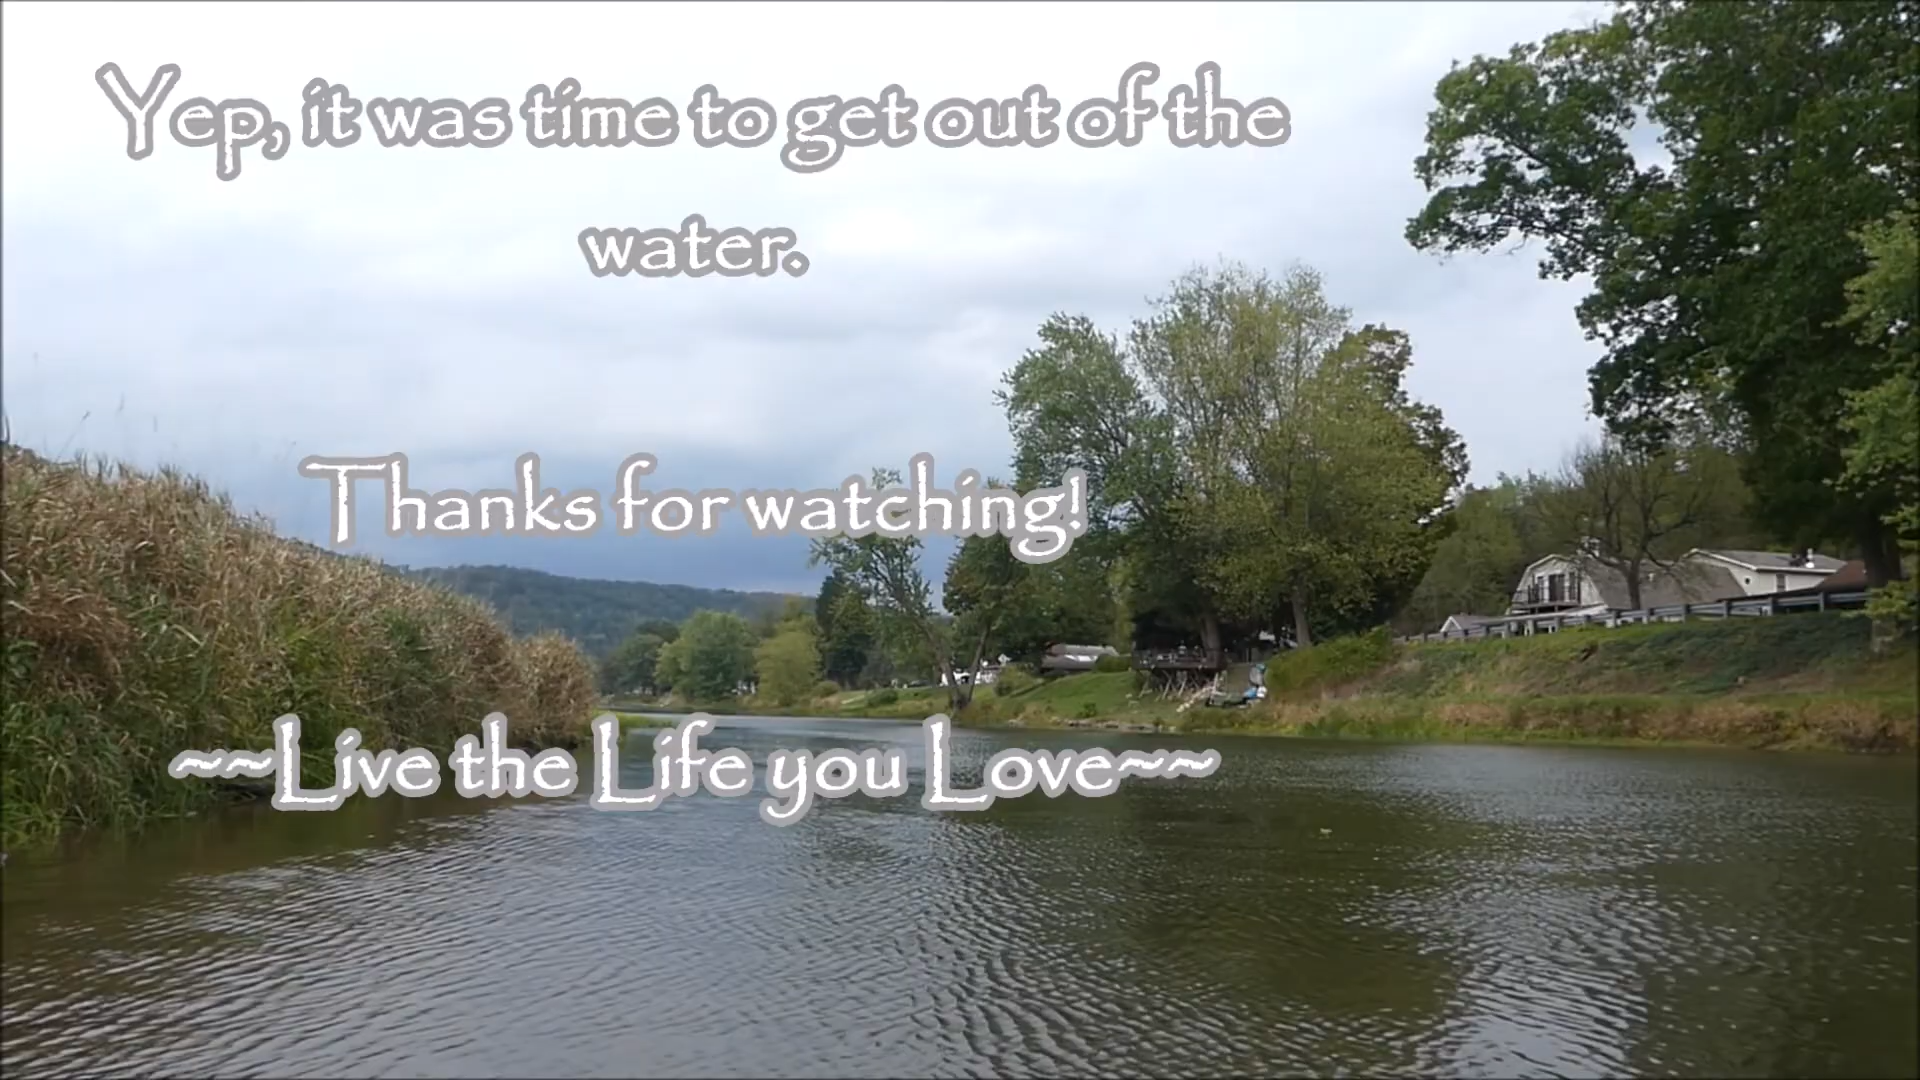 Yep, it was time to get out of the
water.
Thanks for watching!
~~Live the Life you Love~~